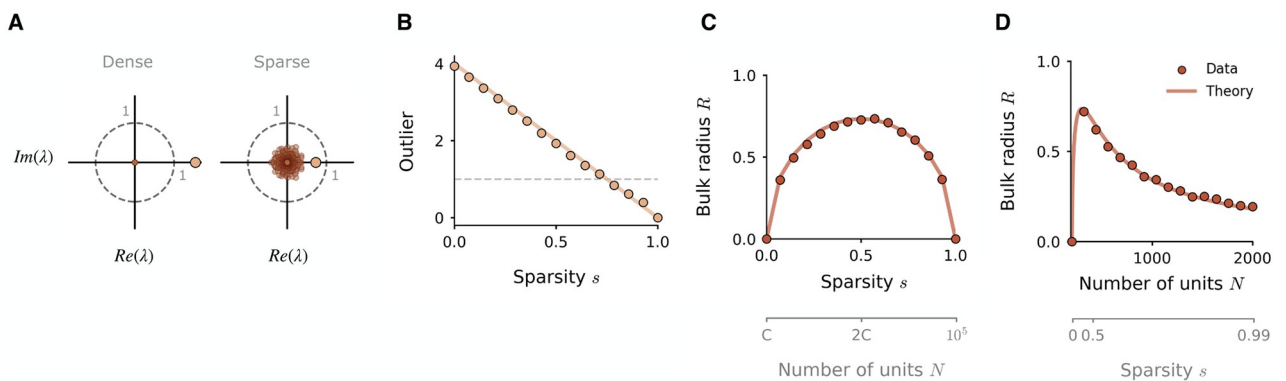 A
Dense
Sparse
1
1
Im(λ)
1
1
Re(λ)
Re(λ)
B
4
2
0
Outlier
0.0
0.5
1.0
Sparsity s
C
1.0
0.5
0.0
Bulk radius R
0.0
0.5
1.0
Sparsity s
C
2C
10⁵
Number of units N
D
1.0
0.5
0.0
Bulk radius R
Data
Theory
1000
2000
Number of units N
0 0.5
0.99
Sparsity s